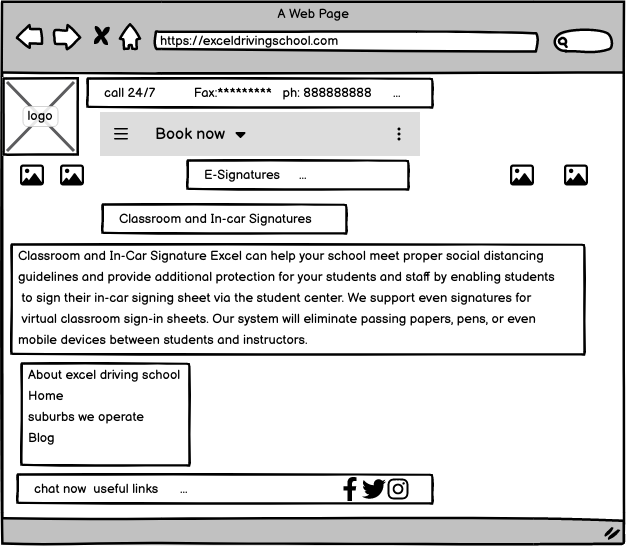 A Web Page
https://exceldrivingschool.com
logo
call 24/7 Fax:********* ph: 888888888 ...
Book now
E-Signatures ...
Classroom and In-car Signatures
Classroom and In-Car Signature Excel can help your school meet proper social distancing
guidelines and provide additional protection for your students and staff by enabling students
to sign their in-car signing sheet via the student center. We support even signatures for
virtual classroom sign-in sheets. Our system will eliminate passing papers, pens, or even
mobile devices between students and instructors.
About excel driving school
Home
suburbs we operate
Blog
chat now useful links ...